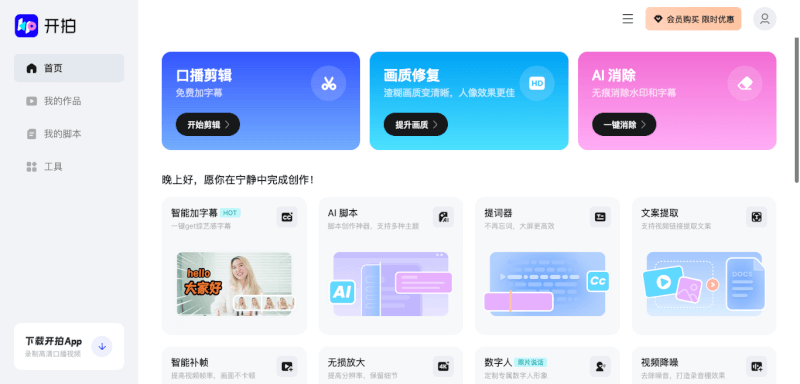 开拍
会员购买 限时优惠
首页
我的作品
我的脚本
工具
口播剪辑
免费加字幕
开始剪辑
画质修复
渣糊画质变清晰，人像效果更佳
HD
提升画质
AI 消除
无痕消除水印和字幕
一键消除
晚上好，愿你在宁静中完成创作！
智能加字幕 HOT
一键get综艺感字幕
CC
hello
大家好
AI 脚本
脚本创作神器，支持多种主题
AI
提词器
不再忘词，大屏更高效
Cc
文案提取
支持视频链接提取文案
DOCS
下载开拍App
录制高清口播视频
智能补帧
提高视频帧率，画面不卡顿
无损放大
提高分辨率，保留细节
4K
数字人 照片说话
定制专属数字人形象
视频降噪
去除噪音，打造录音棚效果